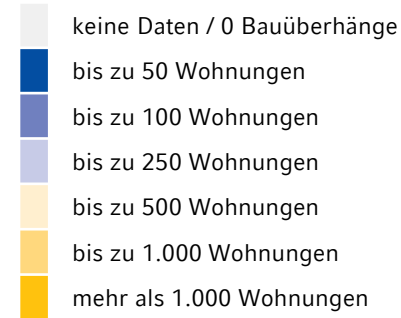 keine Daten / 0 Bauüberhänge
bis zu 50 Wohnungen
bis zu 100 Wohnungen
bis zu 250 Wohnungen
bis zu 500 Wohnungen
bis zu 1.000 Wohnungen
mehr als 1.000 Wohnungen